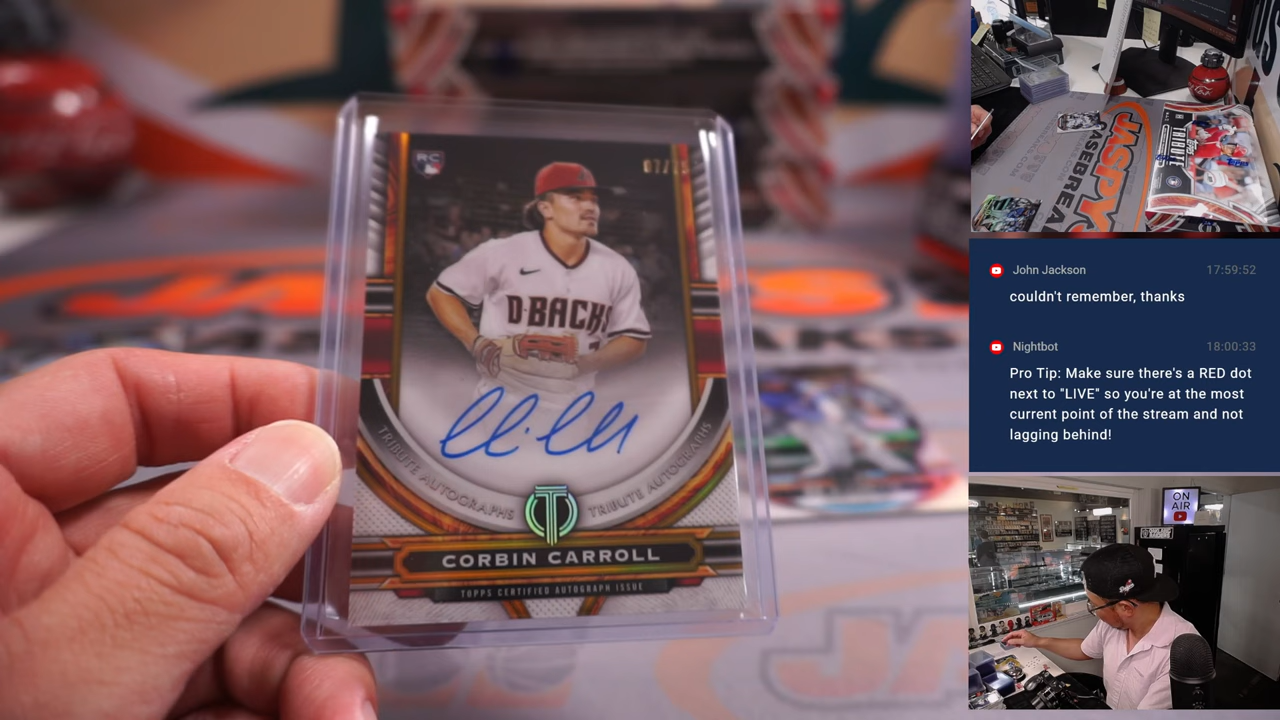 RC
D-BACKS
TRIBUTE AUTOGRAPHS
TRIBUTE AUTOGRAPHS
CORBIN CARROLL
TOPPS CERTIFIED AUTOGRAPH ISSUE
JASPY
TRIBUTE
John Jackson 17:59:52
couldn't remember, thanks
Nightbot 18:00:33
Pro Tip: Make sure there's a RED dot
next to "LIVE" so you're at the most
current point of the stream and not
lagging behind!
ON
AIR